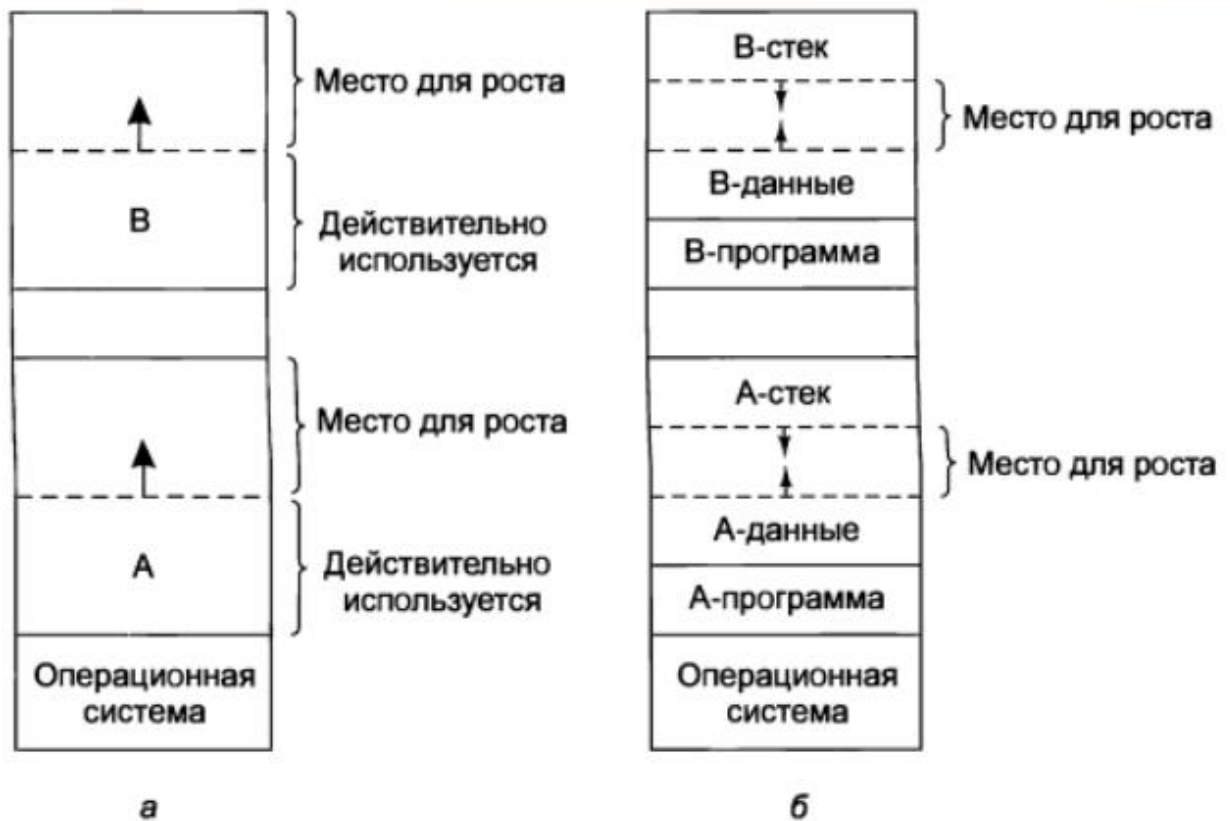 Место для роста
В
Действительно
используется
Место для роста
А
Действительно
используется
Операционная
система
а
В-стек
Место для роста
В-данные
В-программа
А-стек
Место для роста
А-данные
А-программа
Операционная
система
б